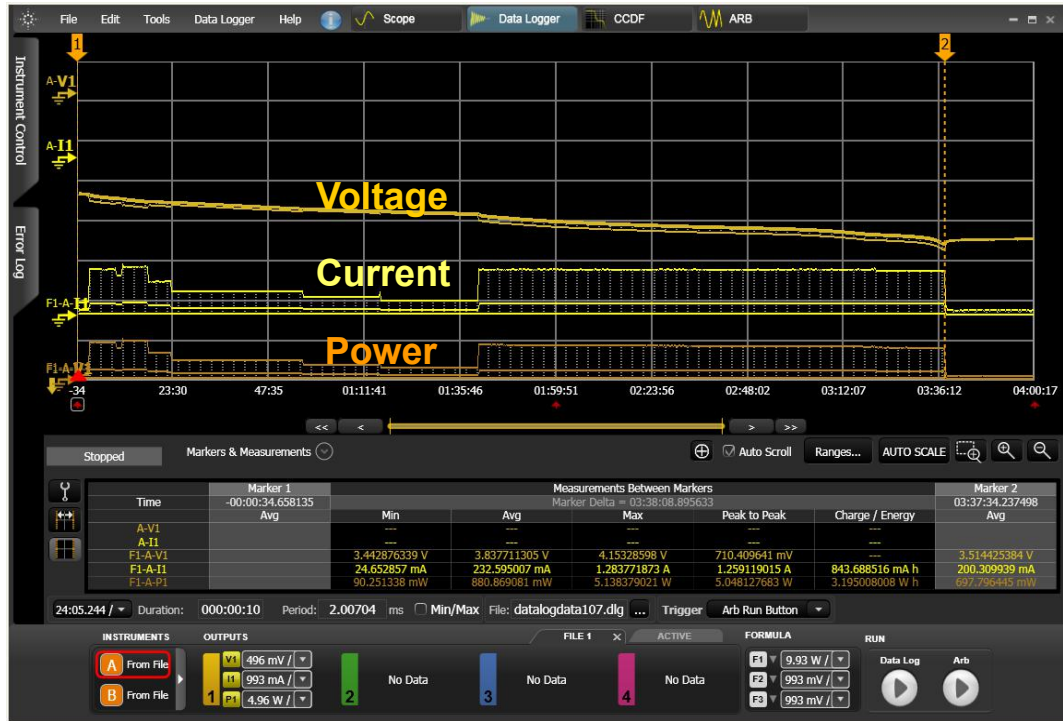 File Edit Tools Data Logger Help Scope Data Logger CCDF ARB
Instrument Control
Error Log
1 2
A-V1
A-I1
Voltage
Current
F1-A-I1
Power
F1-A-V1
-34 23:30 47:35 01:11:41 01:35:46 01:59:51 02:23:56 02:48:02 03:12:07 03:36:12 04:00:17
<< < > >>
Stopped Markers & Measurements Auto Scroll Ranges... AUTO SCALE
Marker 1 Measurements Between Markers Marker 2
Time -00:00:34.658135 Marker Delta = 03:38:08.895633 03:37:34.237498
Avg Min Avg Max Peak to Peak Charge / Energy Avg
A-V1 --- --- --- --- ---
A-I1 --- --- --- --- ---
F1-A-V1 3.442876339 V 3.837711305 V 4.15328598 V 710.409641 mV --- 3.514425384 V
F1-A-I1 24.652857 mA 232.595007 mA 1.283771873 A 1.259119015 A 843.688516 mA h 200.309939 mA
F1-A-P1 90.251338 mW 880.869081 mW 5.138379021 W 5.048127683 W 3.195008008 W h 697.796445 mW
24:05.244 / Duration: 000:00:10 Period: 2.00704 ms Min/Max File: datalogdata107.dlg ... Trigger Arb Run Button
INSTRUMENTS OUTPUTS FILE 1 X ACTIVE FORMULA RUN
A From File V1 496 mV / F1 9.93 W / Data Log Arb
I1 993 mA / No Data No Data No Data F2 993 mV /
B From File 1 P1 4.96 W / 2 3 4 F3 993 mV /